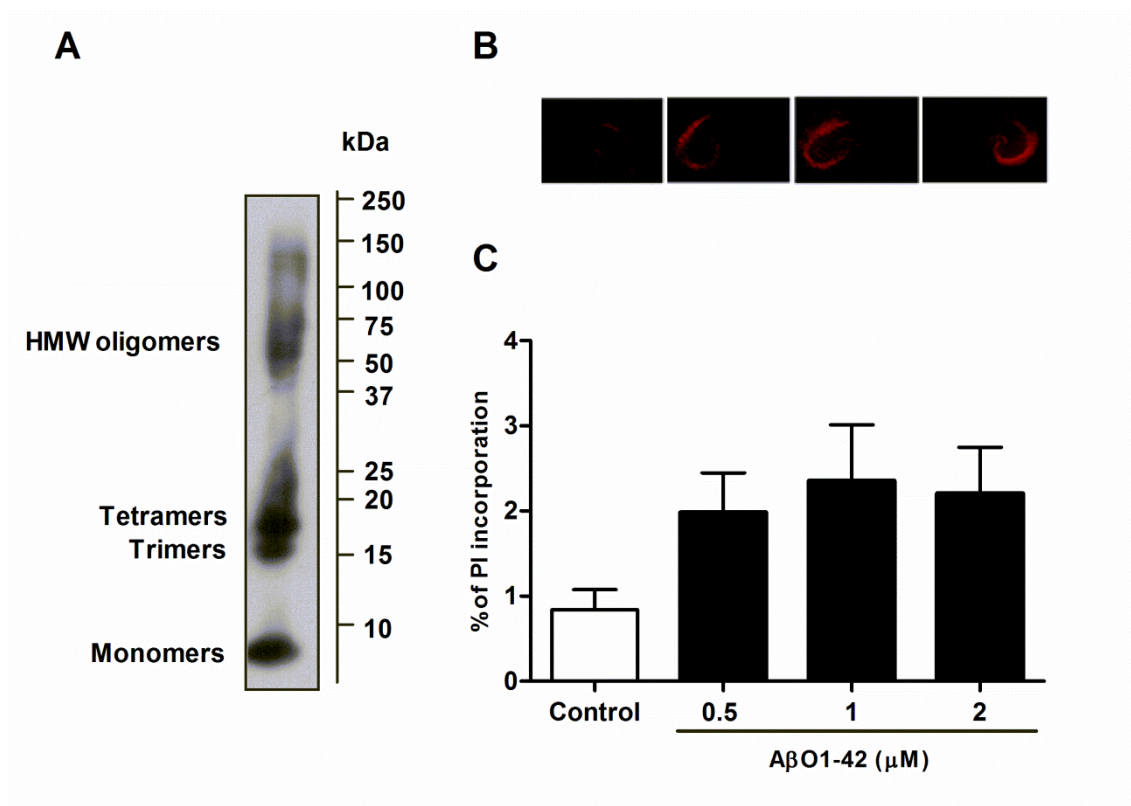 A
kDa
250
150
100
75
50
37
25
20
15
10
HMW oligomers
Tetramers
Trimers
Monomers
B
C
% of PI incorporation
4
3
2
1
0
Control 0.5 1 2
AβO1-42 (μM)